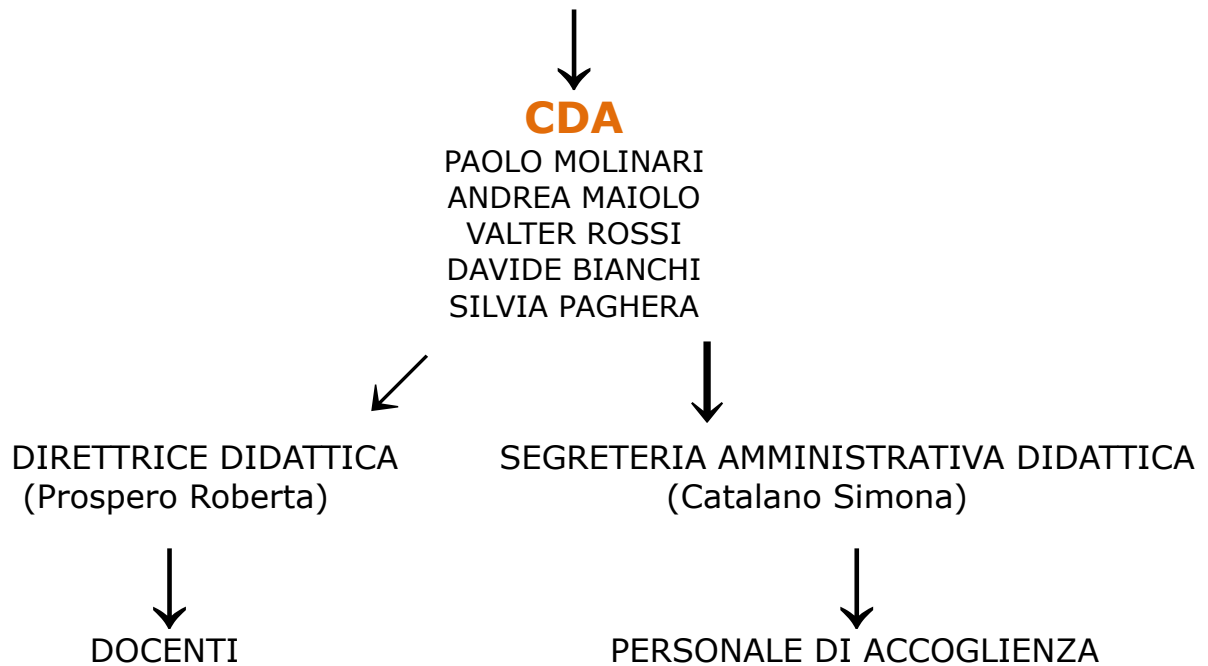 CDA
PAOLO MOLINARI
ANDREA MAIOLO
VALTER ROSSI
DAVIDE BIANCHI
SILVIA PAGHERA
DIRETTRICE DIDATTICA
(Prospero Roberta)
SEGRETERIA AMMINISTRATIVA DIDATTICA
(Catalano Simona)
DOCENTI
PERSONALE DI ACCOGLIENZA